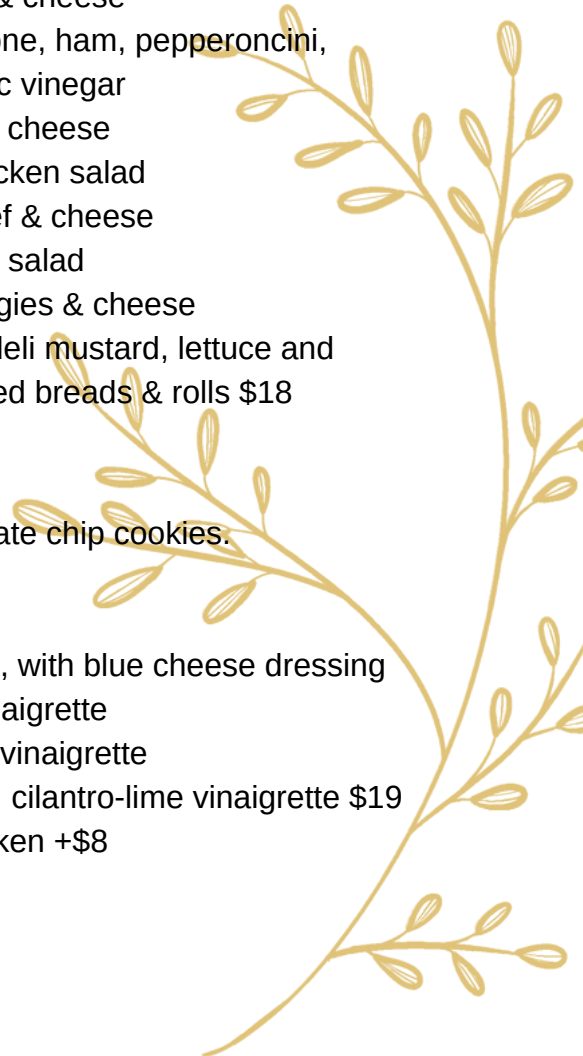 & cheese
one, ham, pepperoncini,
c vinegar
cheese
cken salad
ef & cheese
salad
gies & cheese
deli mustard, lettuce and
ed breads & rolls $18
ate chip cookies.
, with blue cheese dressing
aigrette
vinaigrette
cilantro-lime vinaigrette $19
ken +$8